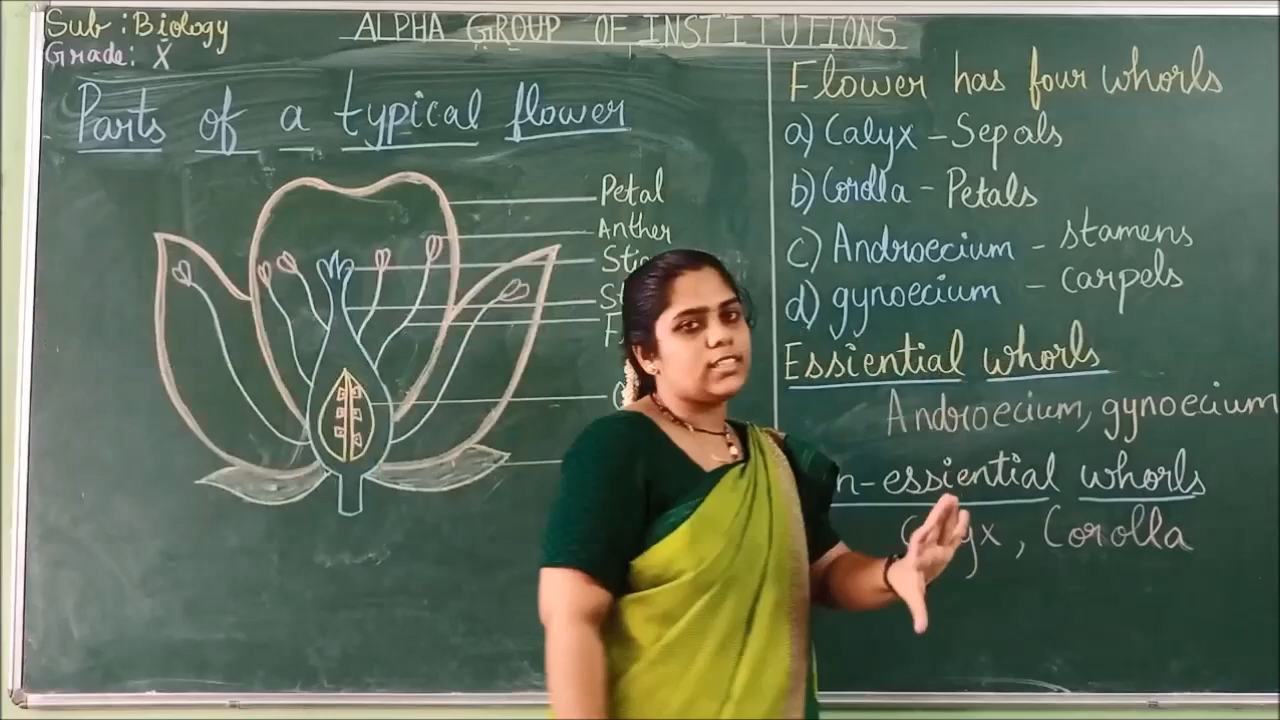 Sub : Biology
Grade: X
ALPHA GROUP OF INSTITUTIONS
Parts of a typical flower
Petal
Anther
Flower has four whorls
a) Calyx - Sepals
b) Corolla - Petals
c) Androecium - stamens
d) gynoecium - carpels
Essiential whorls
Androecium, gynoecium
n-essiential whorls
Calyx, Corolla